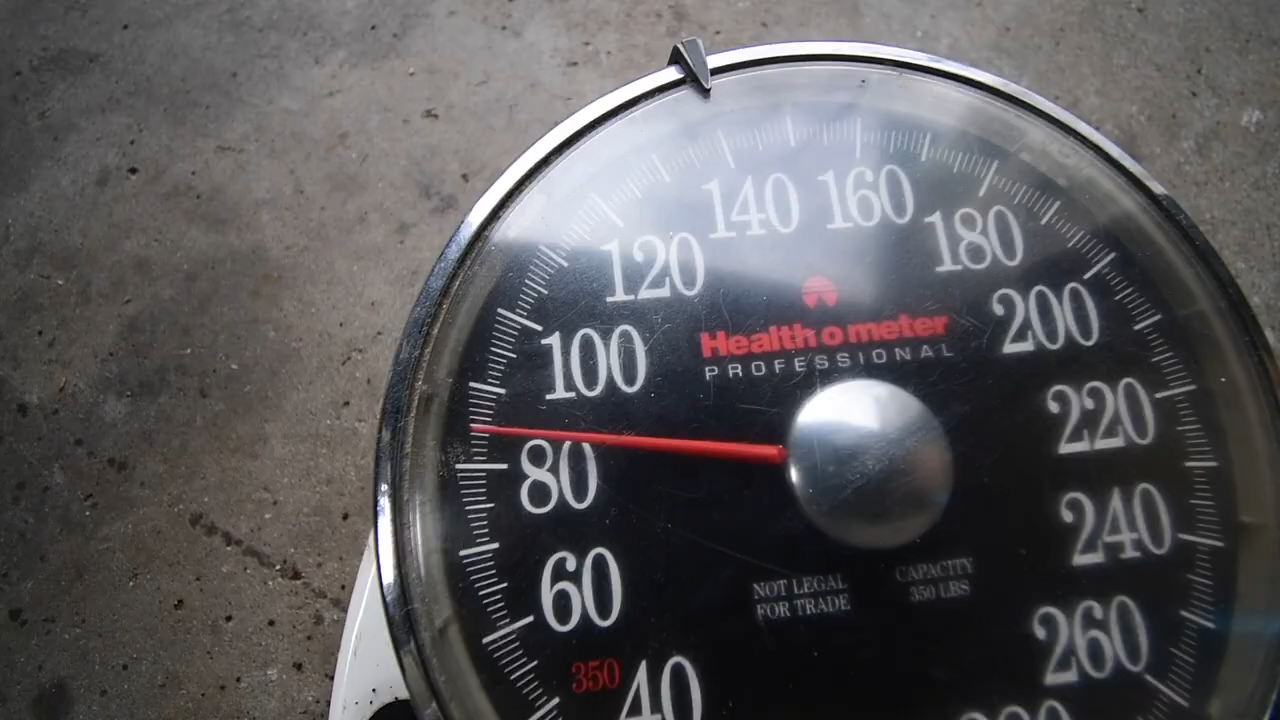 140 160
120 180
100 200
Health o meter
PROFESSIONAL
80 220
240
60
NOT LEGAL
FOR TRADE
CAPACITY
350 LBS
260
350
40